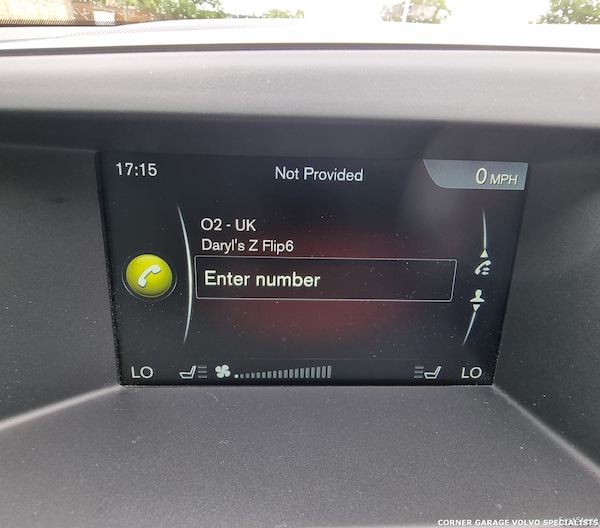 17:15
Not Provided
0 MPH
O2 - UK
Daryl's Z Flip6
Enter number
LO
LO
CORNER GARAGE VOLVO SPECIALISTS